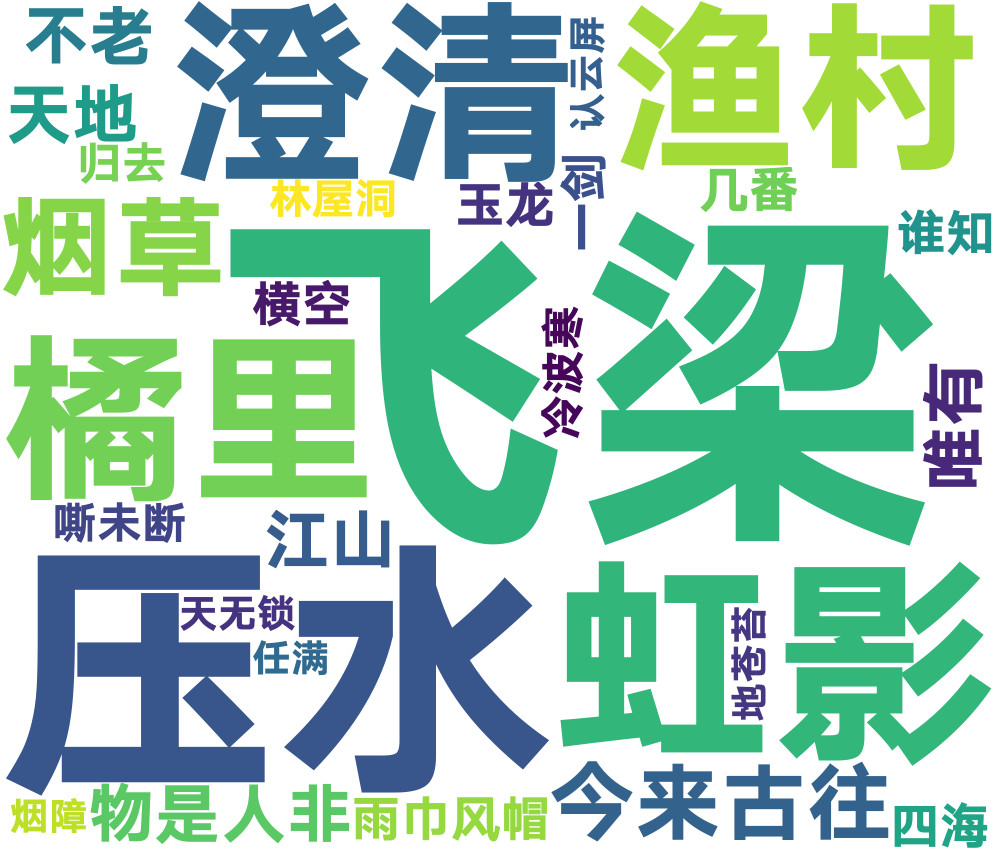 不老
澄清
认云屏
渔村
天地
归去
林屋洞
玉龙
一剑
几番
谁知
烟草
飞梁
横空
冷波寒
橘里
唯有
嘶未断
江山
压水
虹影
天无锁
任满
地苍苔
烟障
物是人非
雨巾风帽
今来古往
四海